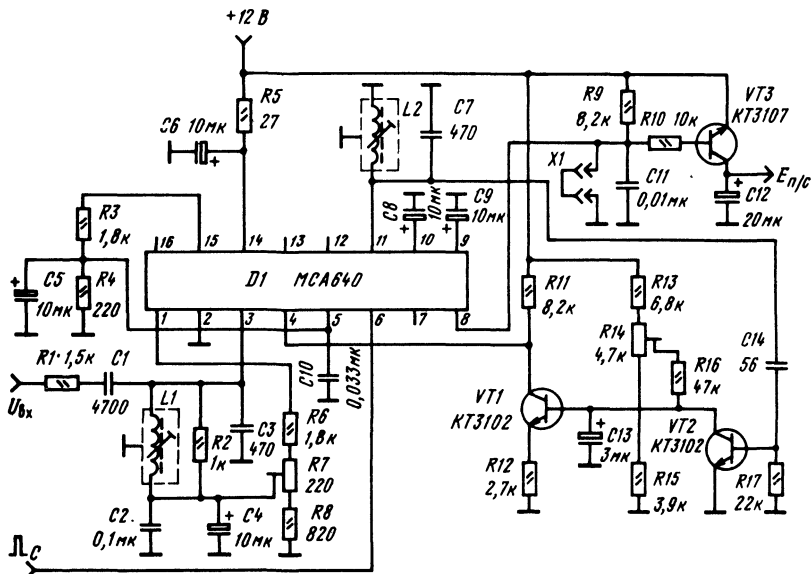 +12 В
R5
27
C6 10мк
+
L2
C7
470
R9
8,2к
R10 10к
VT3
КТ3107
X1
C11
0,01мк
+
Eп/с
C12
20мк
R3
1,8к
C8
10мк
+
C9
10мк
+
16
15
14
13
12
11
10
9
D1 MCA640
1
2
3
4
5
6
7
8
+
C5
10мк
R4
220
R11
8,2к
R13
6,8к
R14
4,7к
R16
47к
C14
56
R1 1,5к
C1
4700
Uвх
L1
R2
1к
C3
470
C10
0,033мк
R6
1,8к
R7
220
R8
820
VT1
КТ3102
+
C13
3мк
VT2
КТ3102
R12
2,7к
R15
3,9к
R17
22к
C2
0,1мк
+
C4
10мк
С